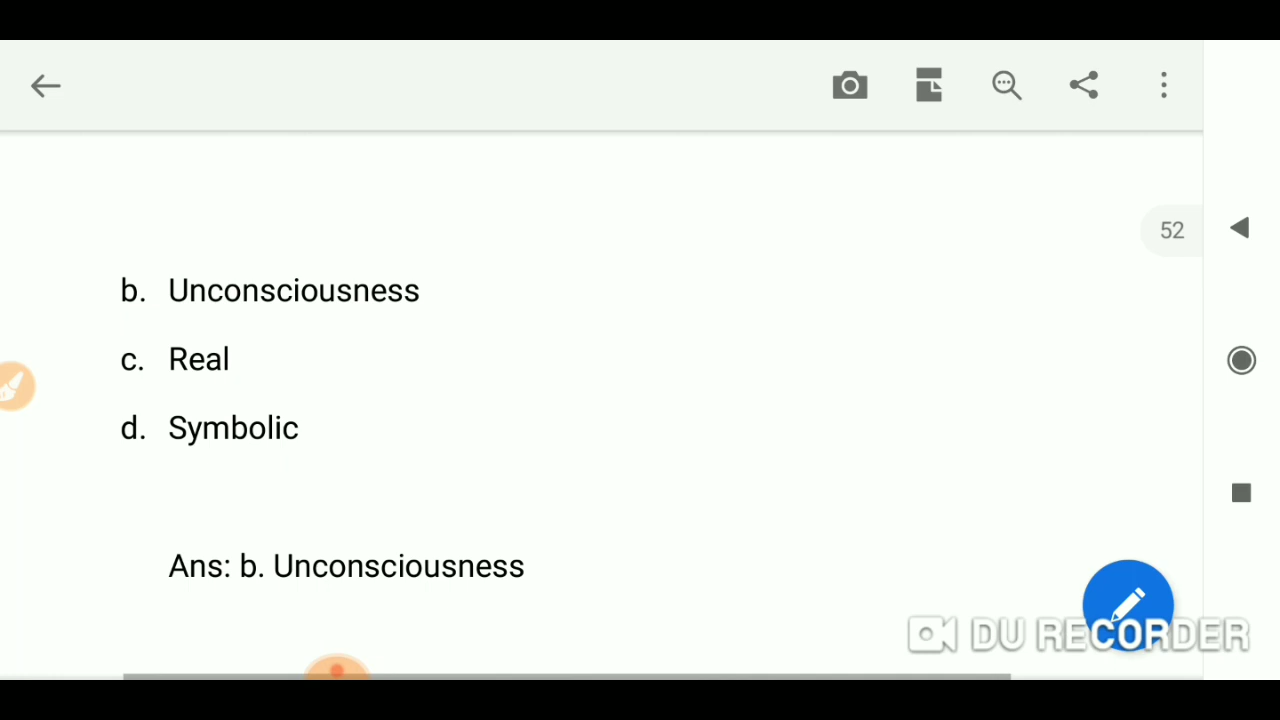 52
b. Unconsciousness
c. Real
d. Symbolic
Ans: b. Unconsciousness
DU RECORDER